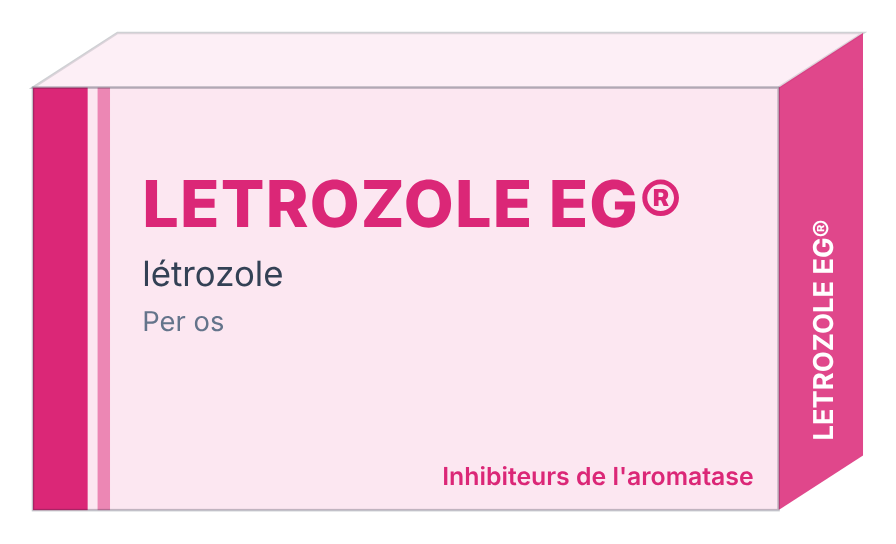 LETROZOLE EG®
létrozole
Per os
Inhibiteurs de l'aromatase
LETROZOLE EG®